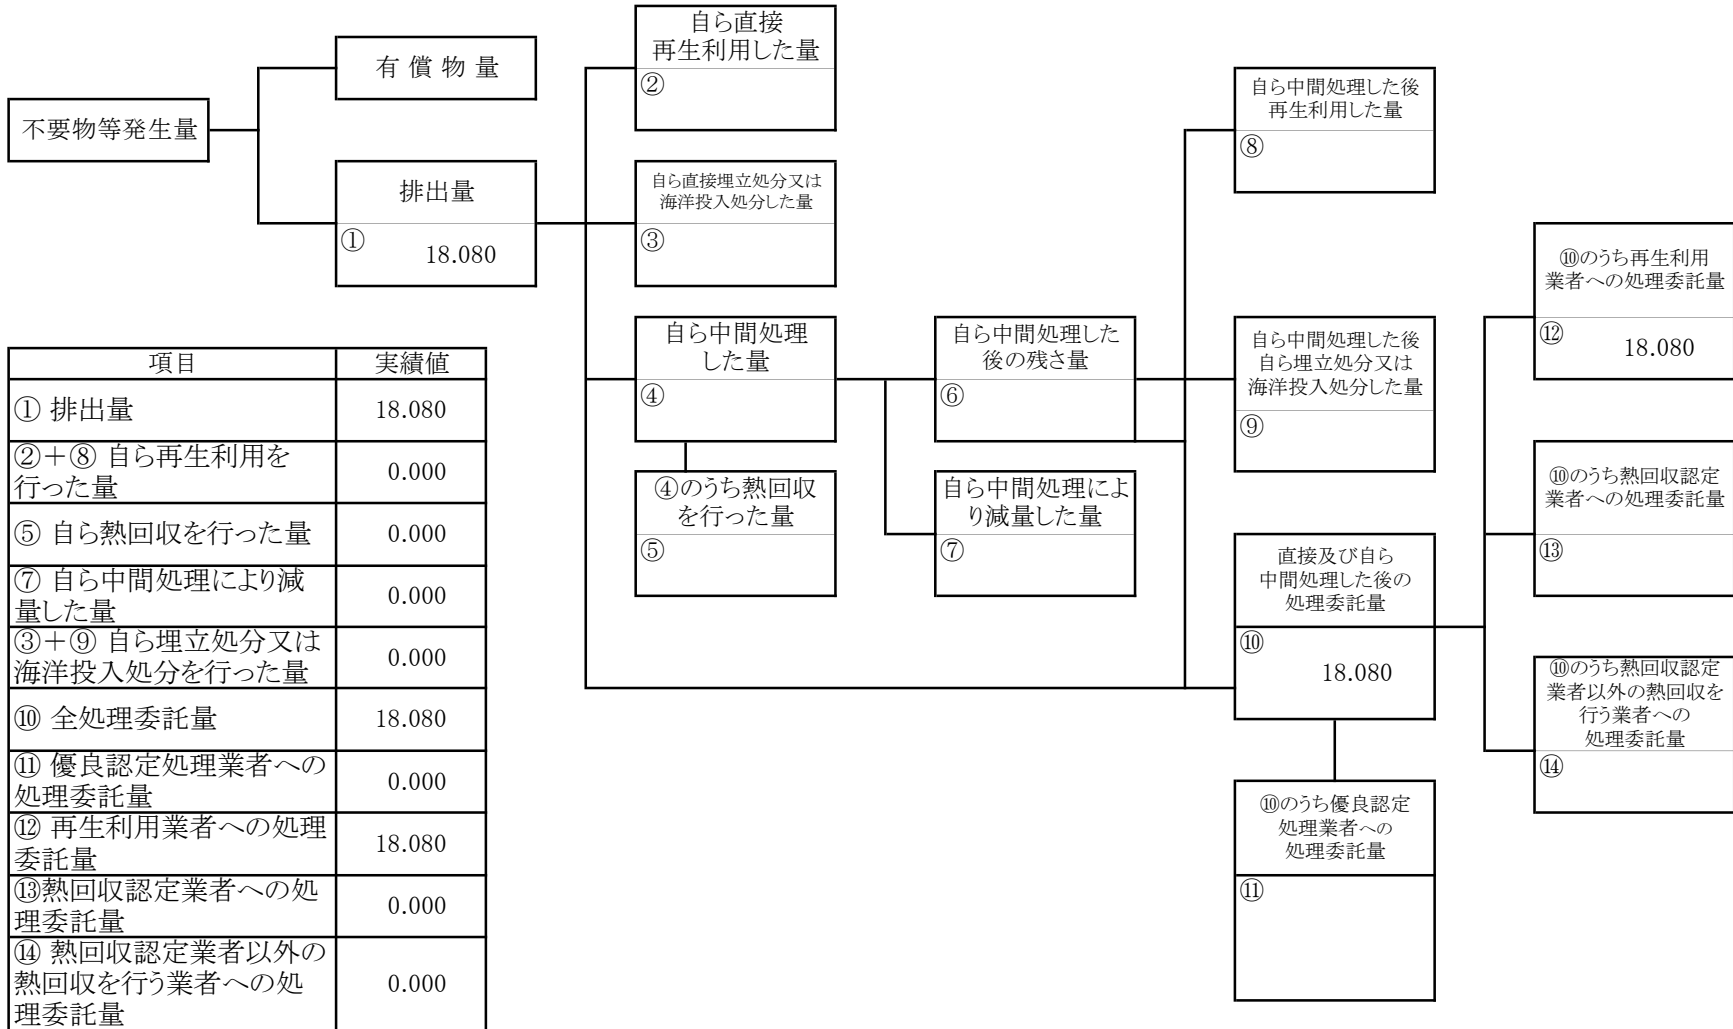 不要物等発生量
有 償 物 量
排出量
①
18.080
自ら直接
再生利用した量
②
自ら直接埋立処分又は
海洋投入処分した量
③
自ら中間処理
した量
④
④のうち熱回収
を行った量
⑤
自ら中間処理した
後の残さ量
⑥
自ら中間処理によ
り減量した量
⑦
自ら中間処理した後
再生利用した量
⑧
自ら中間処理した後
自ら埋立処分又は
海洋投入処分した量
⑨
直接及び自ら
中間処理した後の
処理委託量
⑩
18.080
⑩のうち優良認定
処理業者への
処理委託量
⑪
⑩のうち再生利用
業者への処理委託量
⑫
18.080
⑩のうち熱回収認定
業者への処理委託量
⑬
⑩のうち熱回収認定
業者以外の熱回収を
行う業者への
処理委託量
⑭
項目 実績値
① 排出量 18.080
②+⑧ 自ら再生利用を
行った量 0.000
⑤ 自ら熱回収を行った量 0.000
⑦ 自ら中間処理により減
量した量 0.000
③+⑨ 自ら埋立処分又は
海洋投入処分を行った量 0.000
⑩ 全処理委託量 18.080
⑪ 優良認定処理業者への
処理委託量 0.000
⑫ 再生利用業者への処理
委託量 18.080
⑬熱回収認定業者への処
理委託量 0.000
⑭ 熱回収認定業者以外の
熱回収を行う業者への処 0.000
理委託量